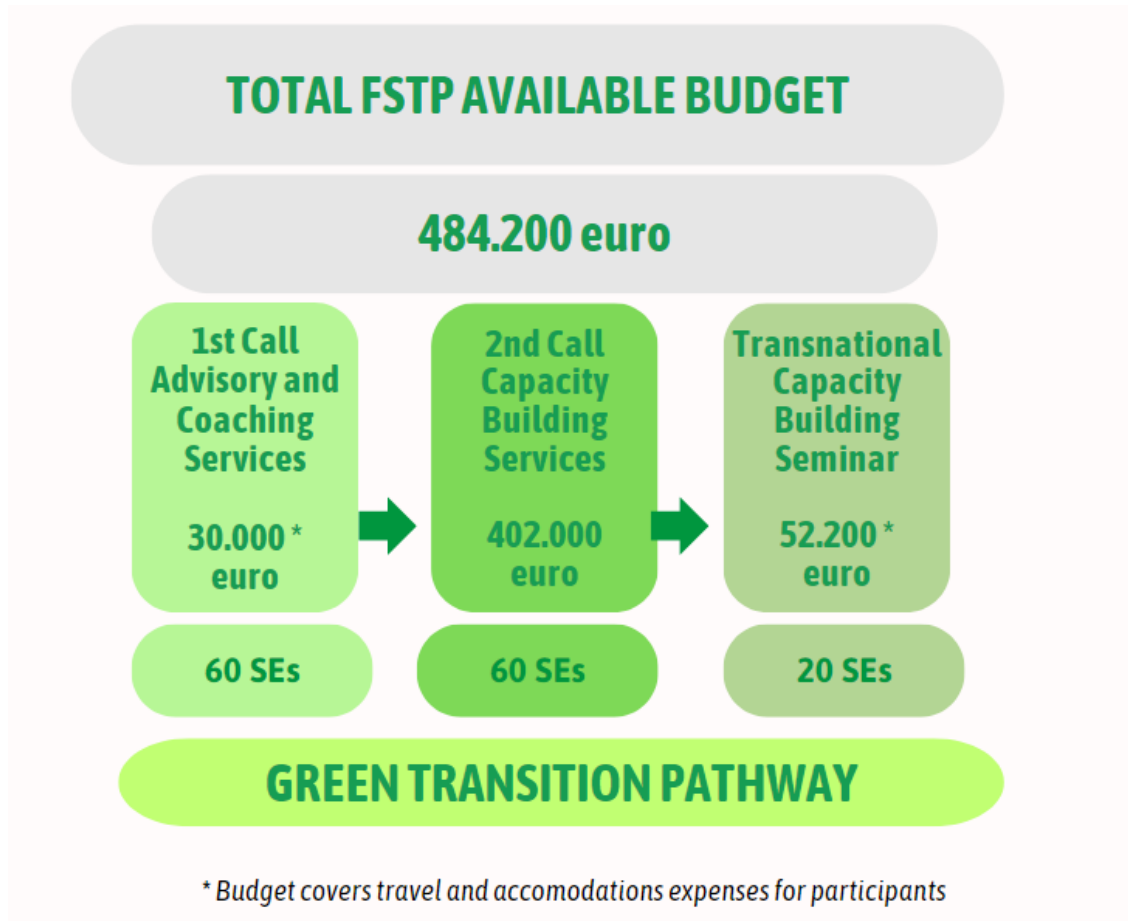 TOTAL FSTP AVAILABLE BUDGET
484.200 euro
1st Call
Advisory and
Coaching
Services
30.000 *
euro
60 SEs
2nd Call
Capacity
Building
Services
402.000
euro
60 SEs
Transnational
Capacity
Building
Seminar
52.200 *
euro
20 SEs
GREEN TRANSITION PATHWAY
* Budget covers travel and accomodations expenses for participants